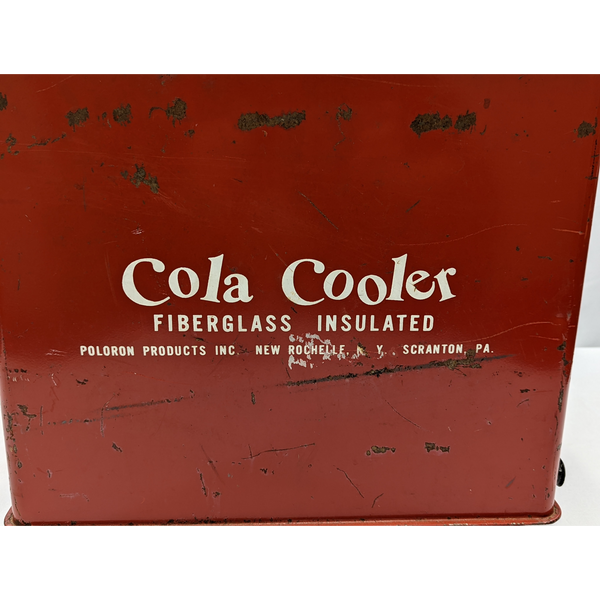 Cola Cooler
FIBERGLASS INSULATED
POLORON PRODUCTS INC. NEW ROCHELLE, N. Y., SCRANTON, PA.